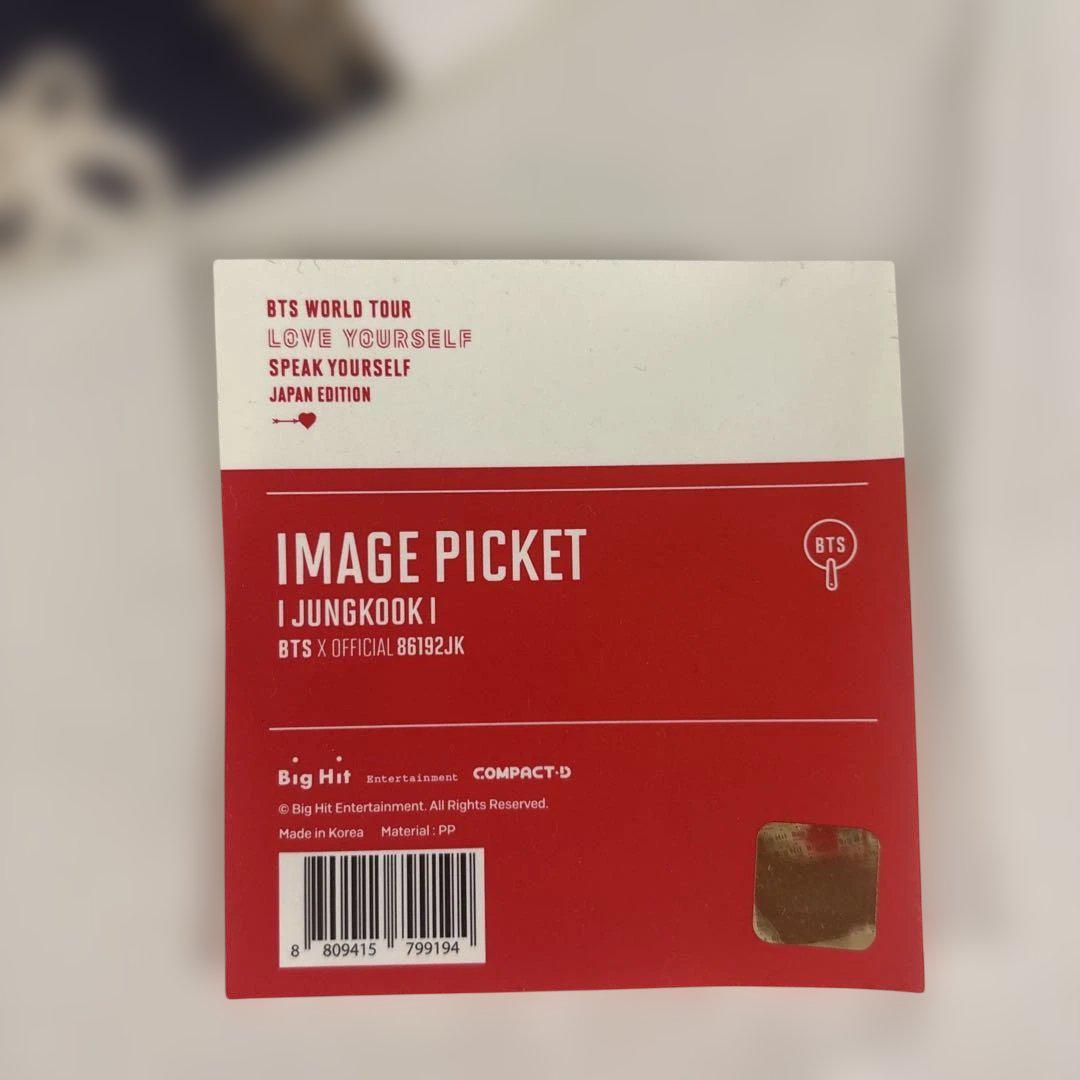 BTS WORLD TOUR
LOVE YOURSELF
SPEAK YOURSELF
JAPAN EDITION
IMAGE PICKET
I JUNGKOOK I
BTS X OFFICIAL 86192JK
BTS
Big Hit Entertainment COMPACT·D
© Big Hit Entertainment. All Rights Reserved.
Made in Korea Material : PP
8 809415 799194